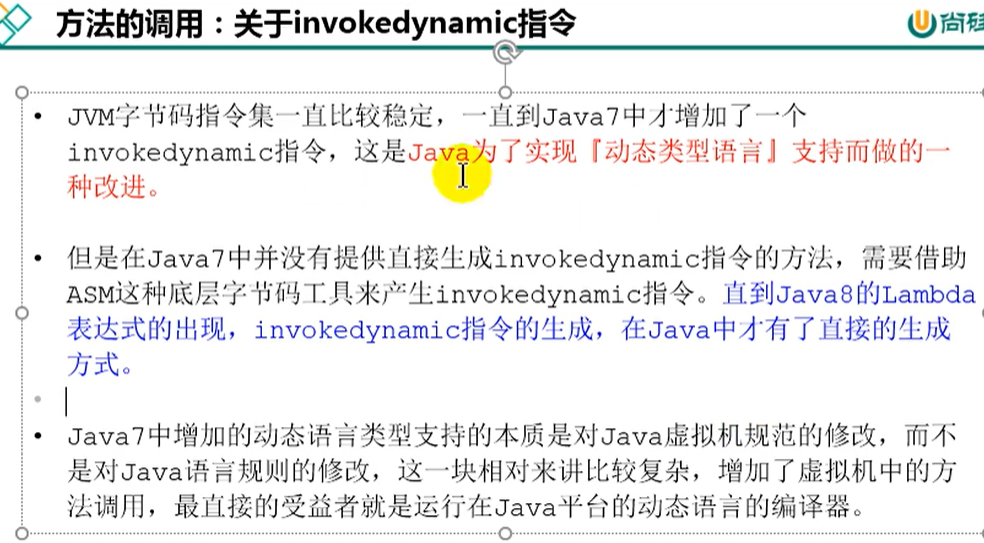 方法的调用：关于invokedynamic指令
尚硅
• JVM字节码指令集一直比较稳定，一直到Java7中才增加了一个
invokedynamic指令，这是Java为了实现『动态类型语言』支持而做的一
种改进。
• 但是在Java7中并没有提供直接生成invokedynamic指令的方法，需要借助
ASM这种底层字节码工具来产生invokedynamic指令。直到Java8的Lambda
表达式的出现，invokedynamic指令的生成，在Java中才有了直接的生成
方式。
• Java7中增加的动态语言类型支持的本质是对Java虚拟机规范的修改，而不
是对Java语言规则的修改，这一块相对来讲比较复杂，增加了虚拟机中的方
法调用，最直接的受益者就是运行在Java平台的动态语言的编译器。